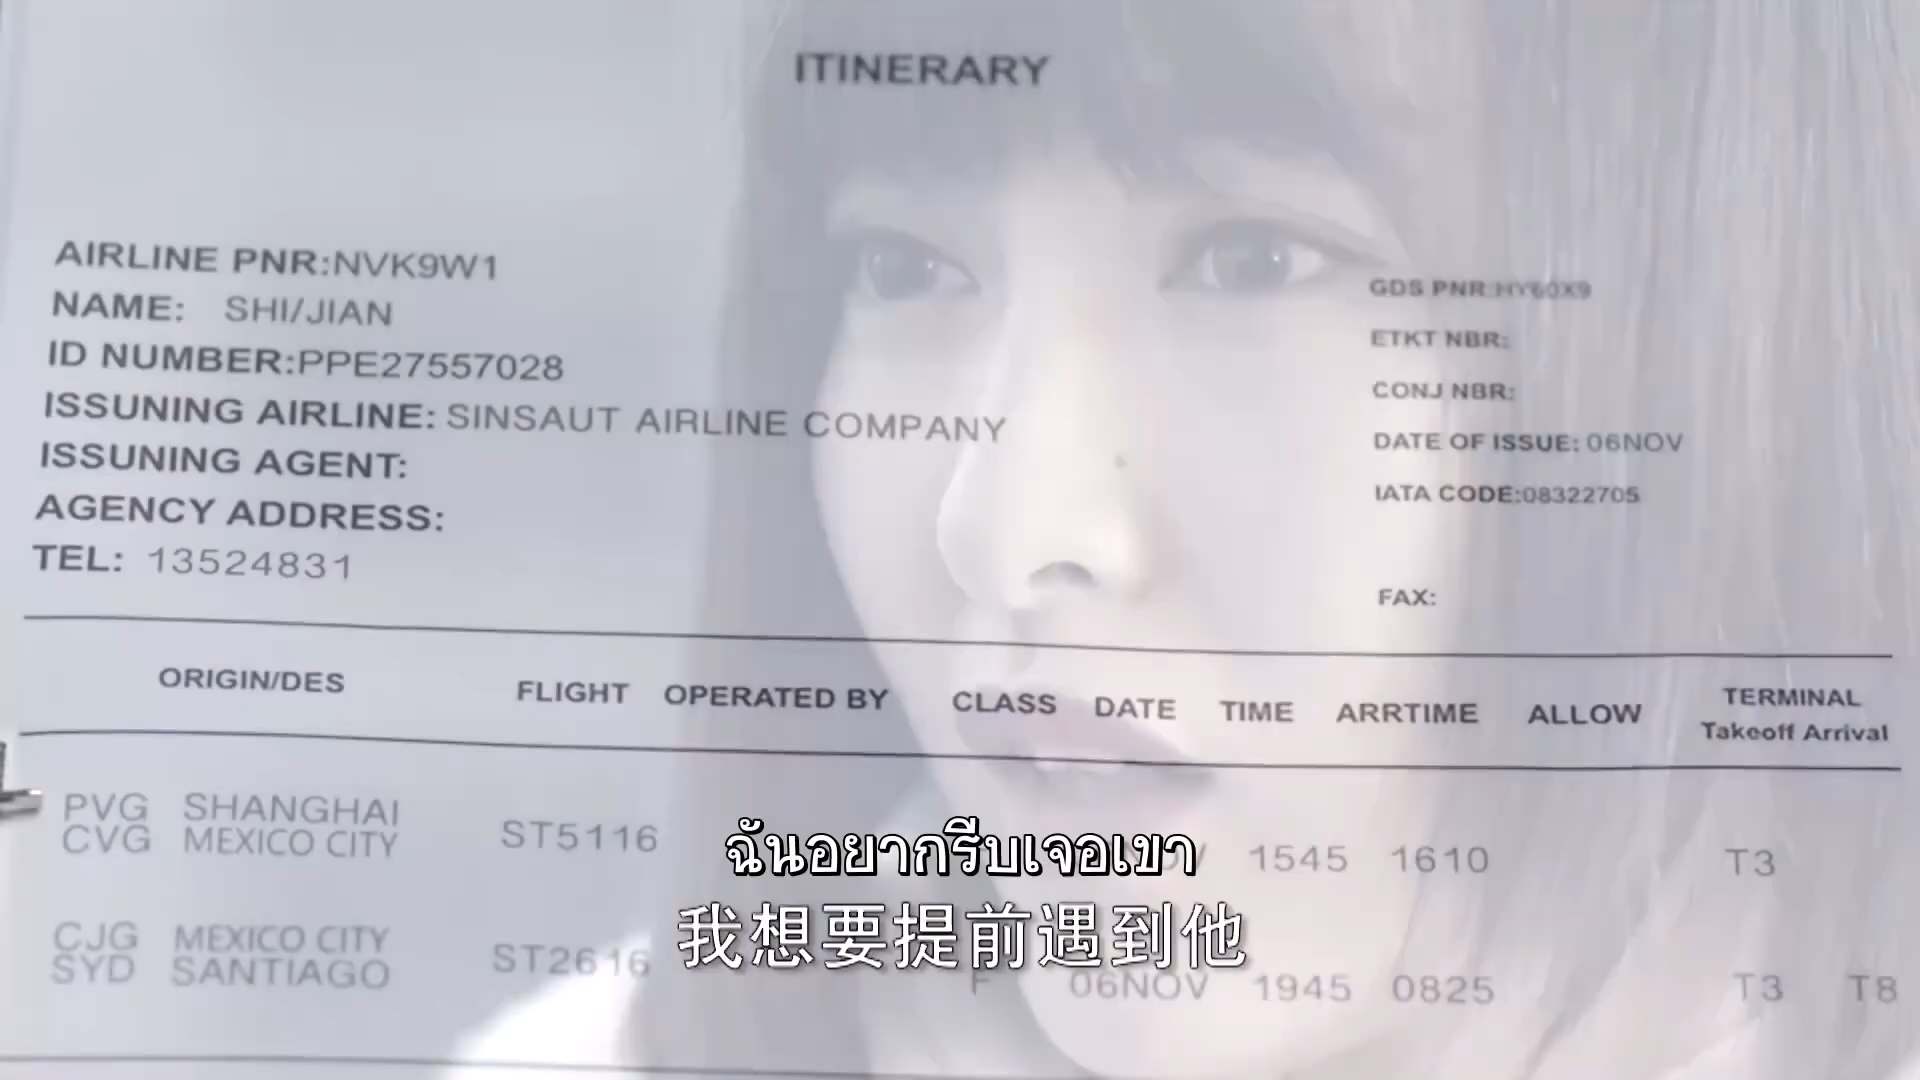 ITINERARY
AIRLINE PNR:NVK9W1
NAME: SHI/JIAN
ID NUMBER:PPE27557028
ISSUNING AIRLINE: SINSAUT AIRLINE COMPANY
ISSUNING AGENT:
AGENCY ADDRESS:
TEL: 13524831
GDS PNR:HY60X9
ETKT NBR:
CONJ NBR:
DATE OF ISSUE: 06NOV
IATA CODE:08322705
FAX:
ORIGIN/DES FLIGHT OPERATED BY CLASS DATE TIME ARRTIME ALLOW TERMINAL
Takeoff Arrival
PVG SHANGHAI
CVG MEXICO CITY
ST5116 1545 1610 T3
CJG MEXICO CITY
SYD SANTIAGO
ST2616 F 06NOV 1945 0825 T3 T8
ฉันอยากรีบเจอเขา
我想要提前遇到他